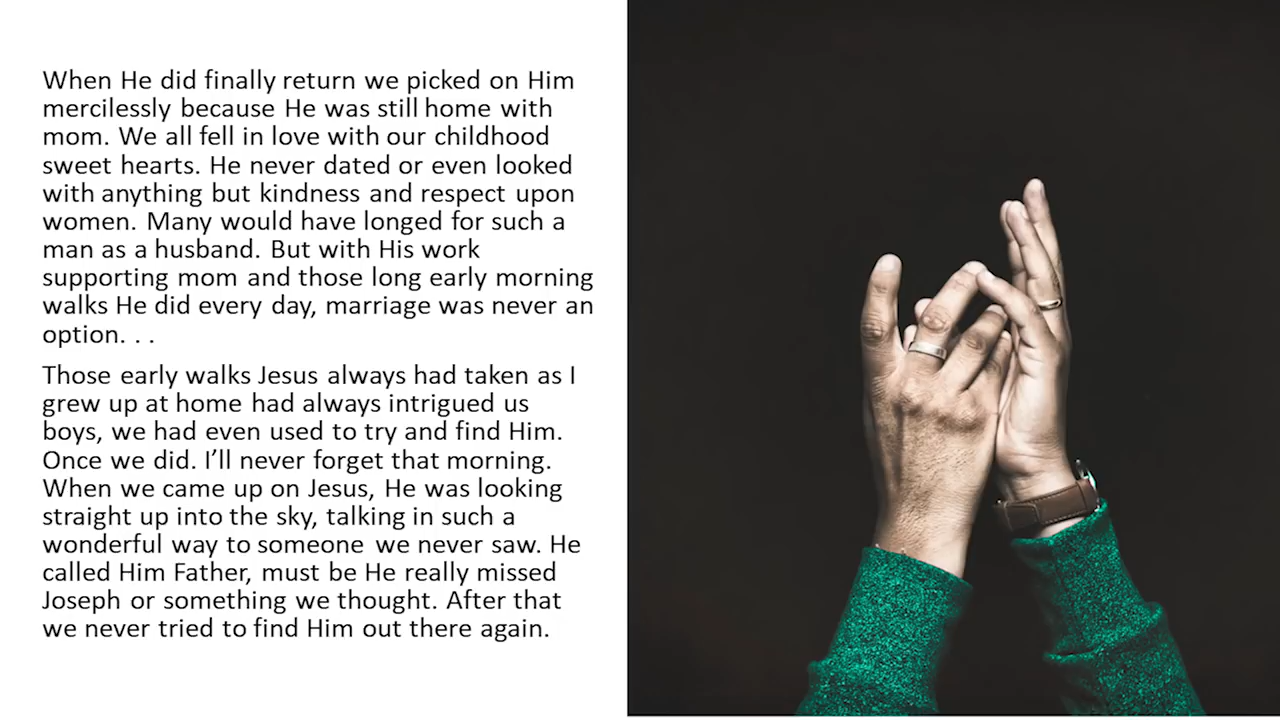 When He did finally return we picked on Him
mercilessly because He was still home with
mom. We all fell in love with our childhood
sweet hearts. He never dated or even looked
with anything but kindness and respect upon
women. Many would have longed for such a
man as a husband. But with His work
supporting mom and those long early morning
walks He did every day, marriage was never an
option. . .
Those early walks Jesus always had taken as I
grew up at home had always intrigued us
boys, we had even used to try and find Him.
Once we did. I’ll never forget that morning.
When we came up on Jesus, He was looking
straight up into the sky, talking in such a
wonderful way to someone we never saw. He
called Him Father, must be He really missed
Joseph or something we thought. After that
we never tried to find Him out there again.